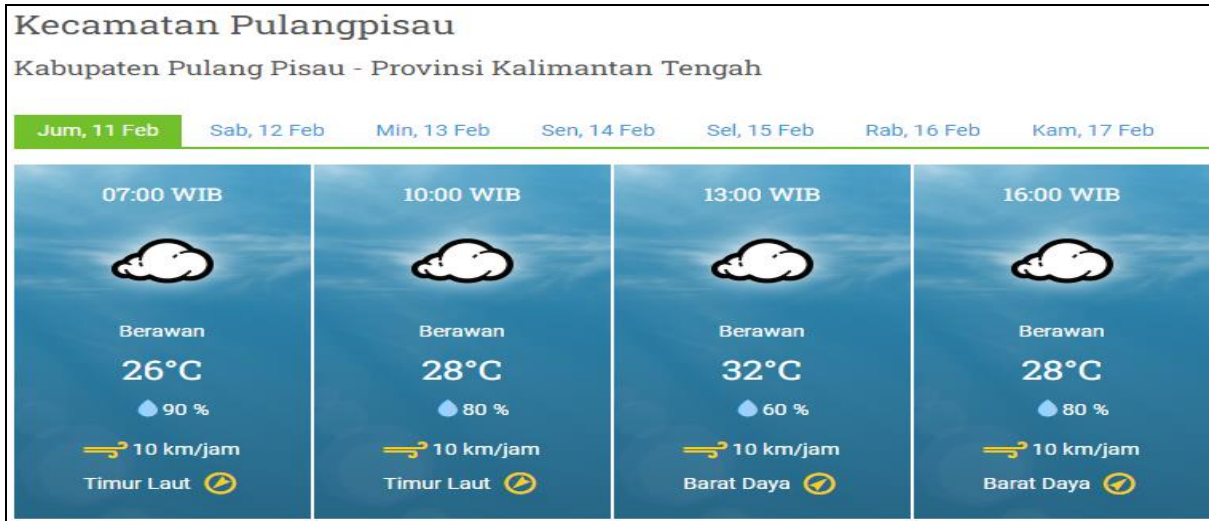 Kecamatan Pulangpisau
Kabupaten Pulang Pisau - Provinsi Kalimantan Tengah
Jum, 11 Feb Sab, 12 Feb Min, 13 Feb Sen, 14 Feb Sel, 15 Feb Rab, 16 Feb Kam, 17 Feb
07:00 WIB 10:00 WIB 13:00 WIB 16:00 WIB
Berawan Berawan Berawan Berawan
26°C 28°C 32°C 28°C
90 % 80 % 60 % 80 %
10 km/jam 10 km/jam 10 km/jam 10 km/jam
Timur Laut Timur Laut Barat Daya Barat Daya